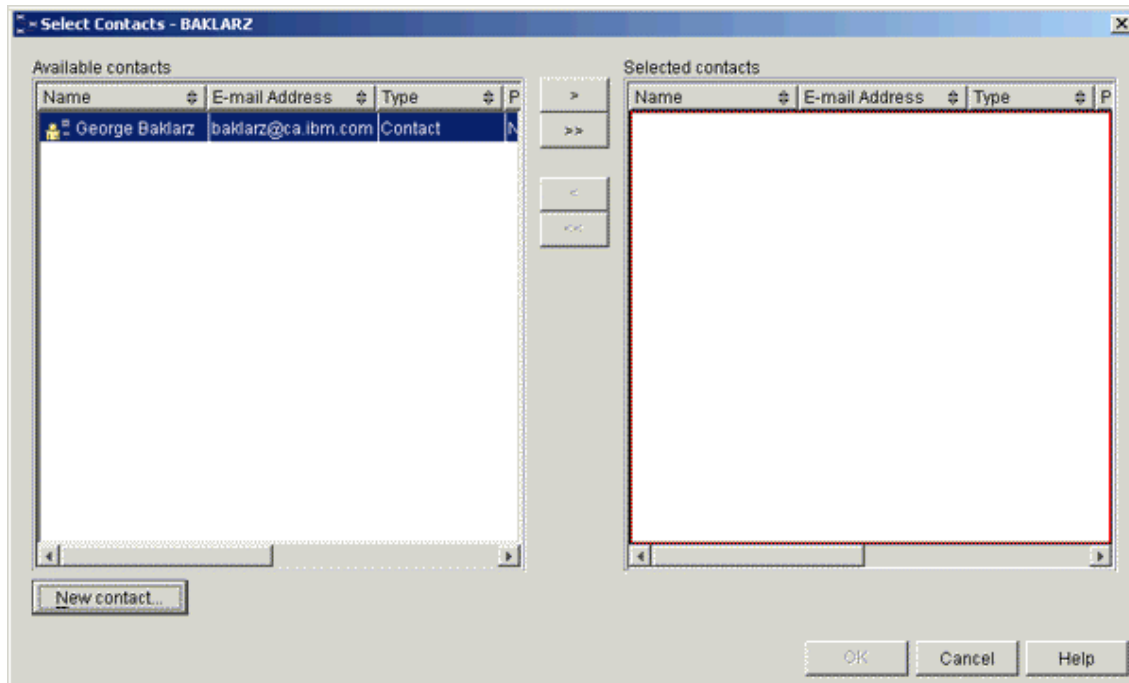 Select Contacts - BAKLARZ
Available contacts
Selected contacts
Name E-mail Address Type P
Name E-mail Address Type P
George Baklarz baklarz@ca.ibm.com Contact N
>
>>
<
<<
New contact...
OK Cancel Help